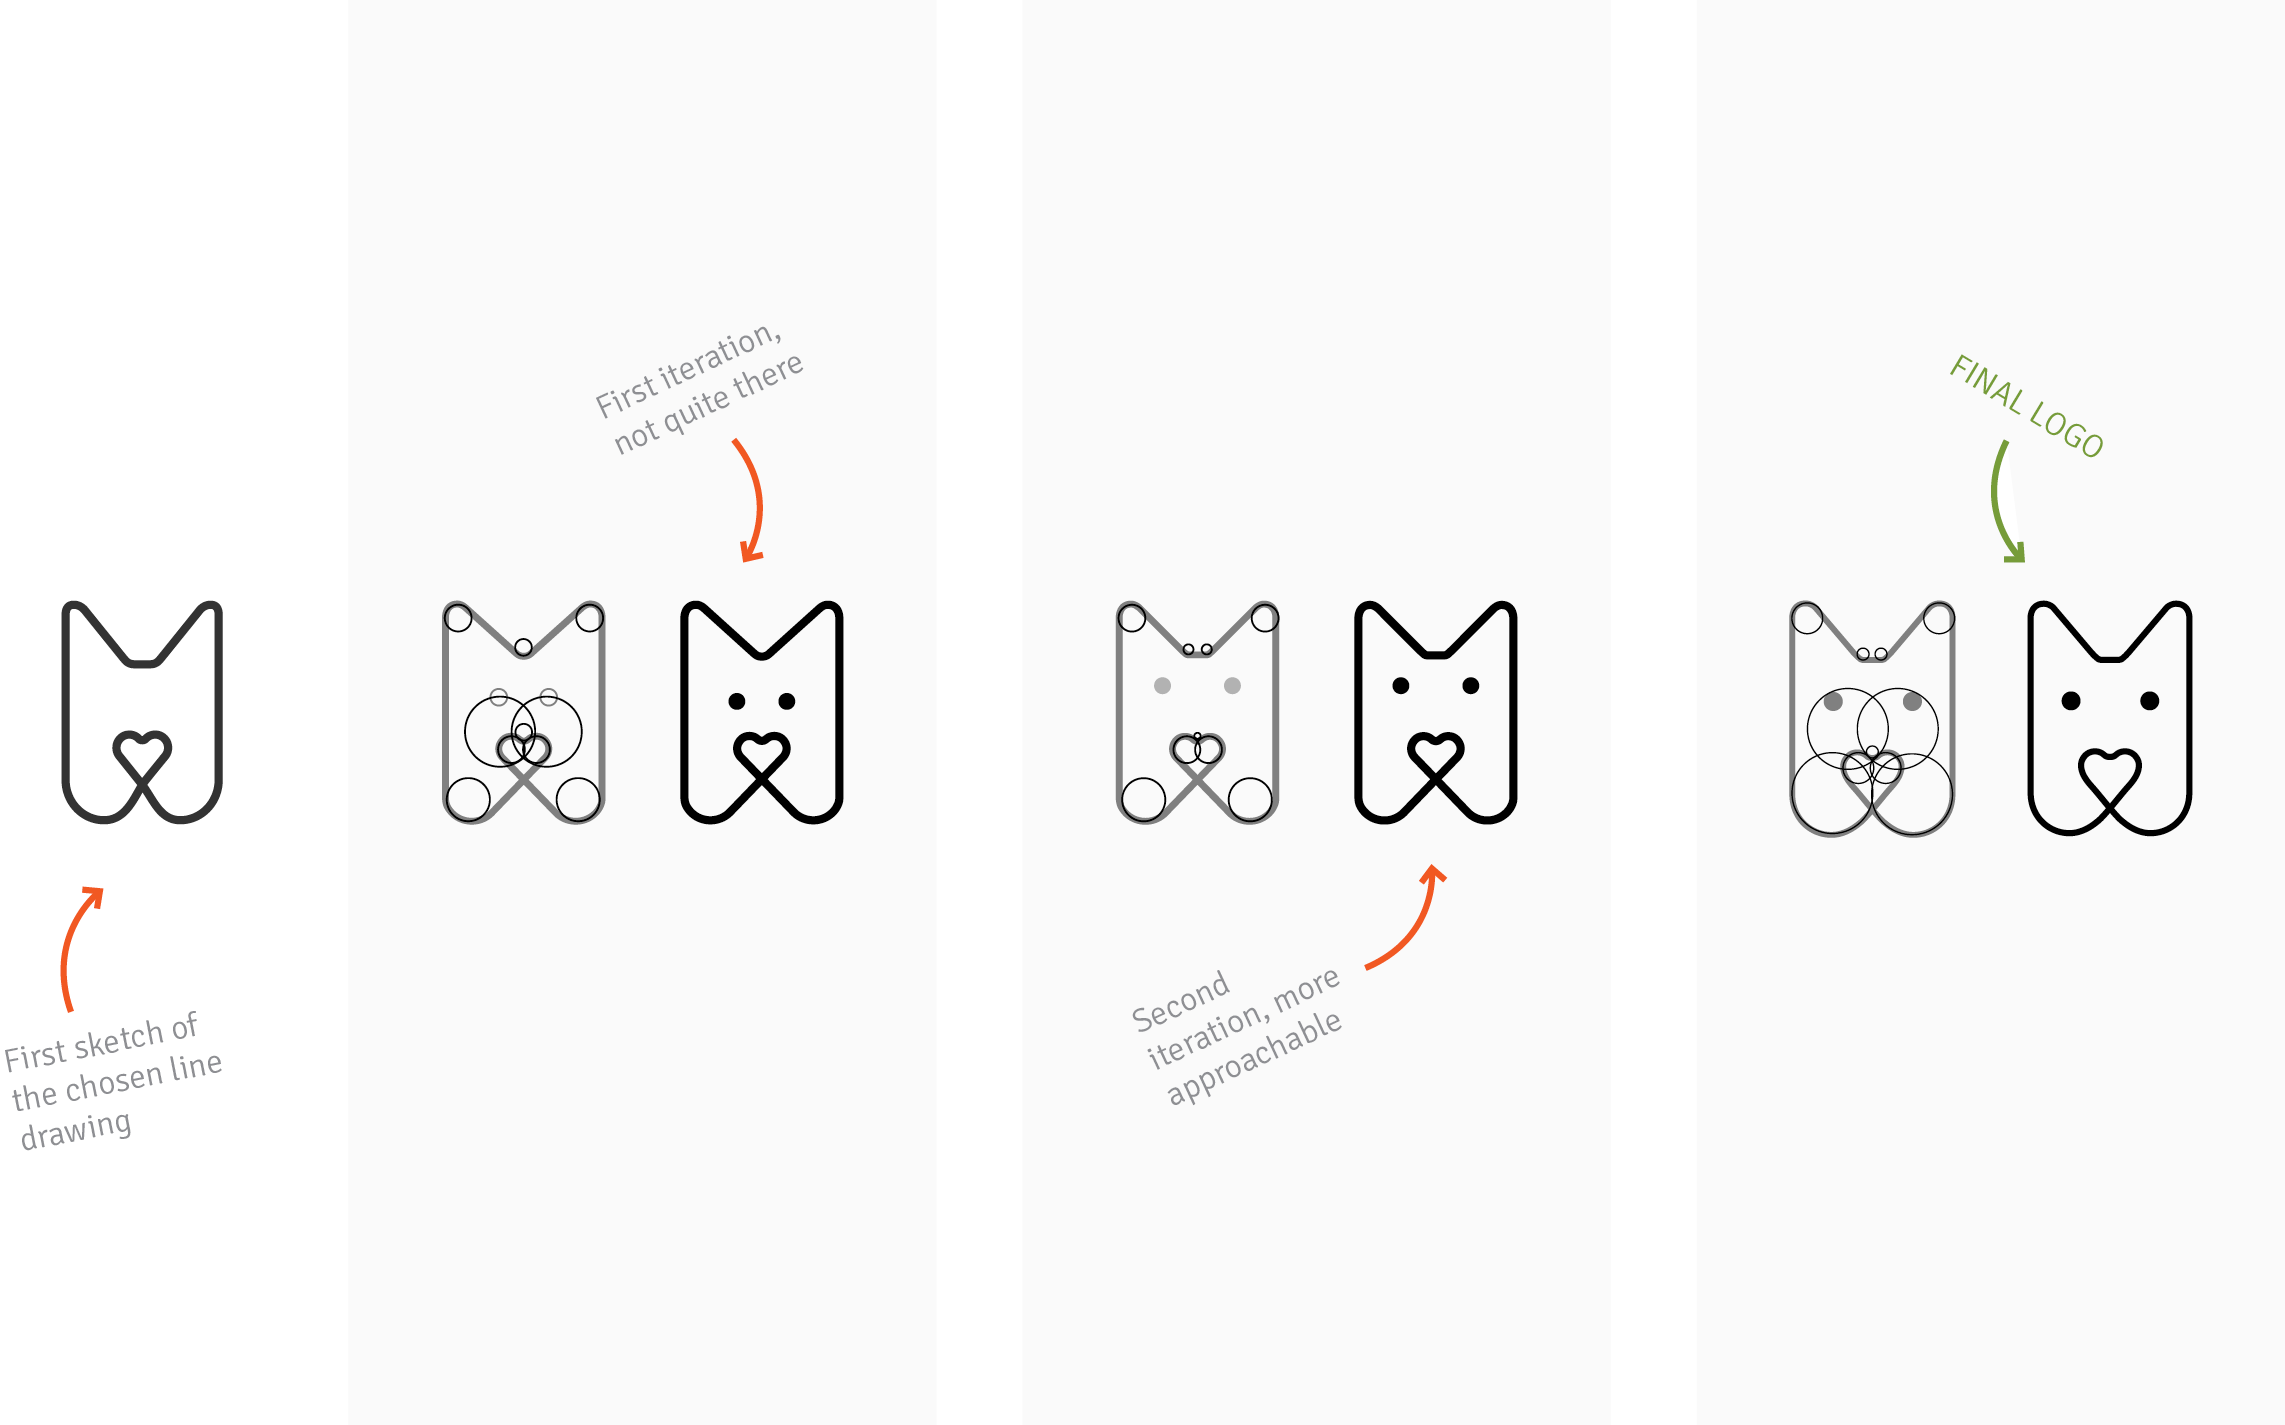 First sketch of
the chosen line
drawing
First iteration,
not quite there
Second
iteration, more
approachable
FINAL LOGO